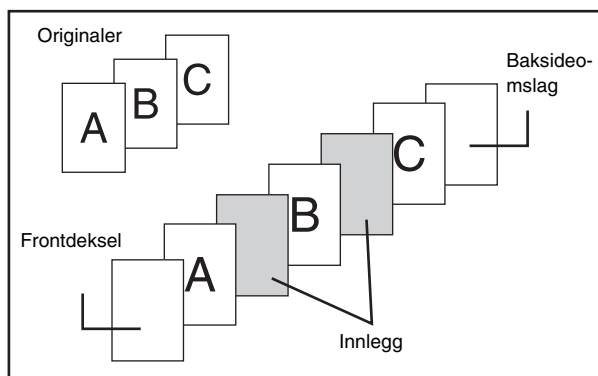 Originaler
A
B
C
Baksideo-
mslag
C
B
A
Frontdeksel
Innlegg